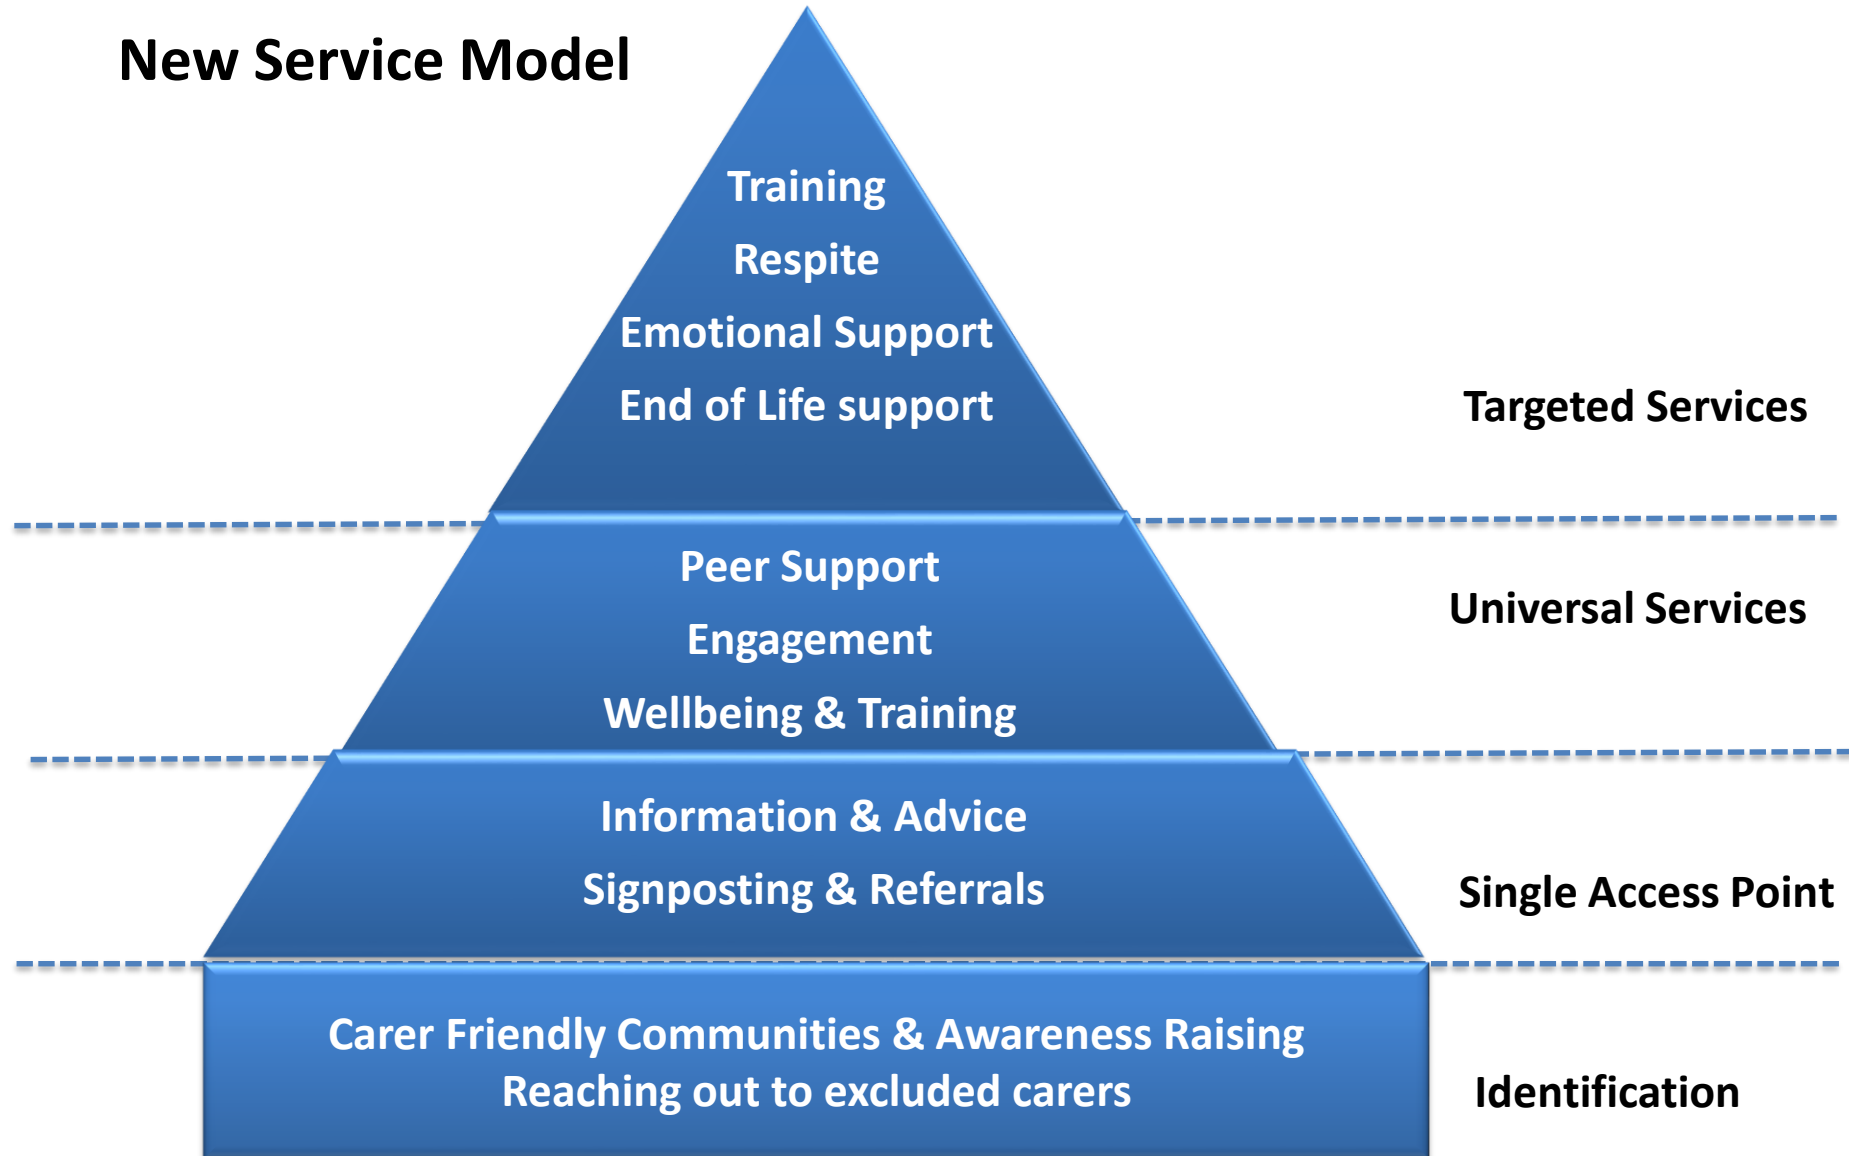 New Service Model
Training
Respite
Emotional Support
End of Life support
Targeted Services
Peer Support
Engagement
Wellbeing & Training
Universal Services
Information & Advice
Signposting & Referrals
Single Access Point
Carer Friendly Communities & Awareness Raising
Reaching out to excluded carers
Identification